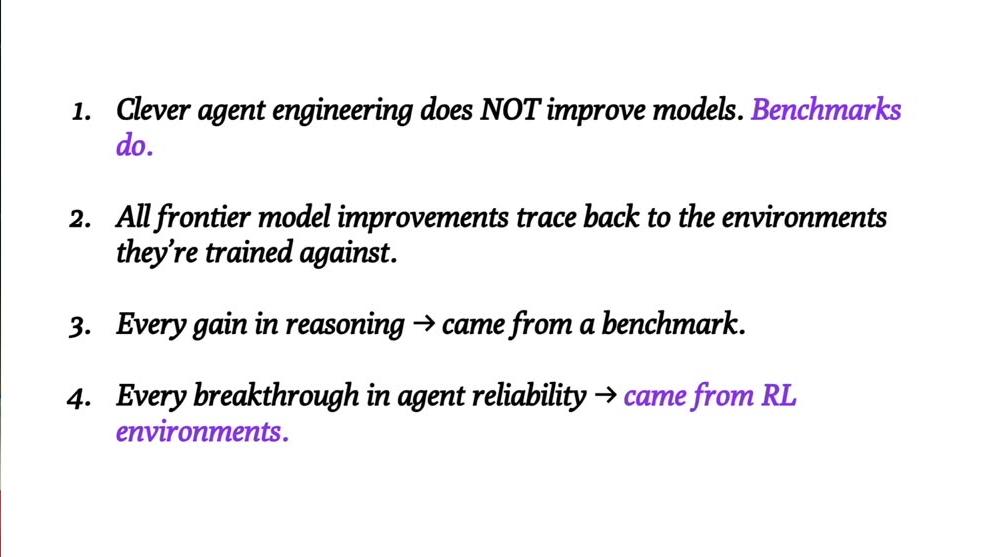 1. Clever agent engineering does NOT improve models. Benchmarks
do.
2. All frontier model improvements trace back to the environments
they’re trained against.
3. Every gain in reasoning → came from a benchmark.
4. Every breakthrough in agent reliability → came from RL
environments.